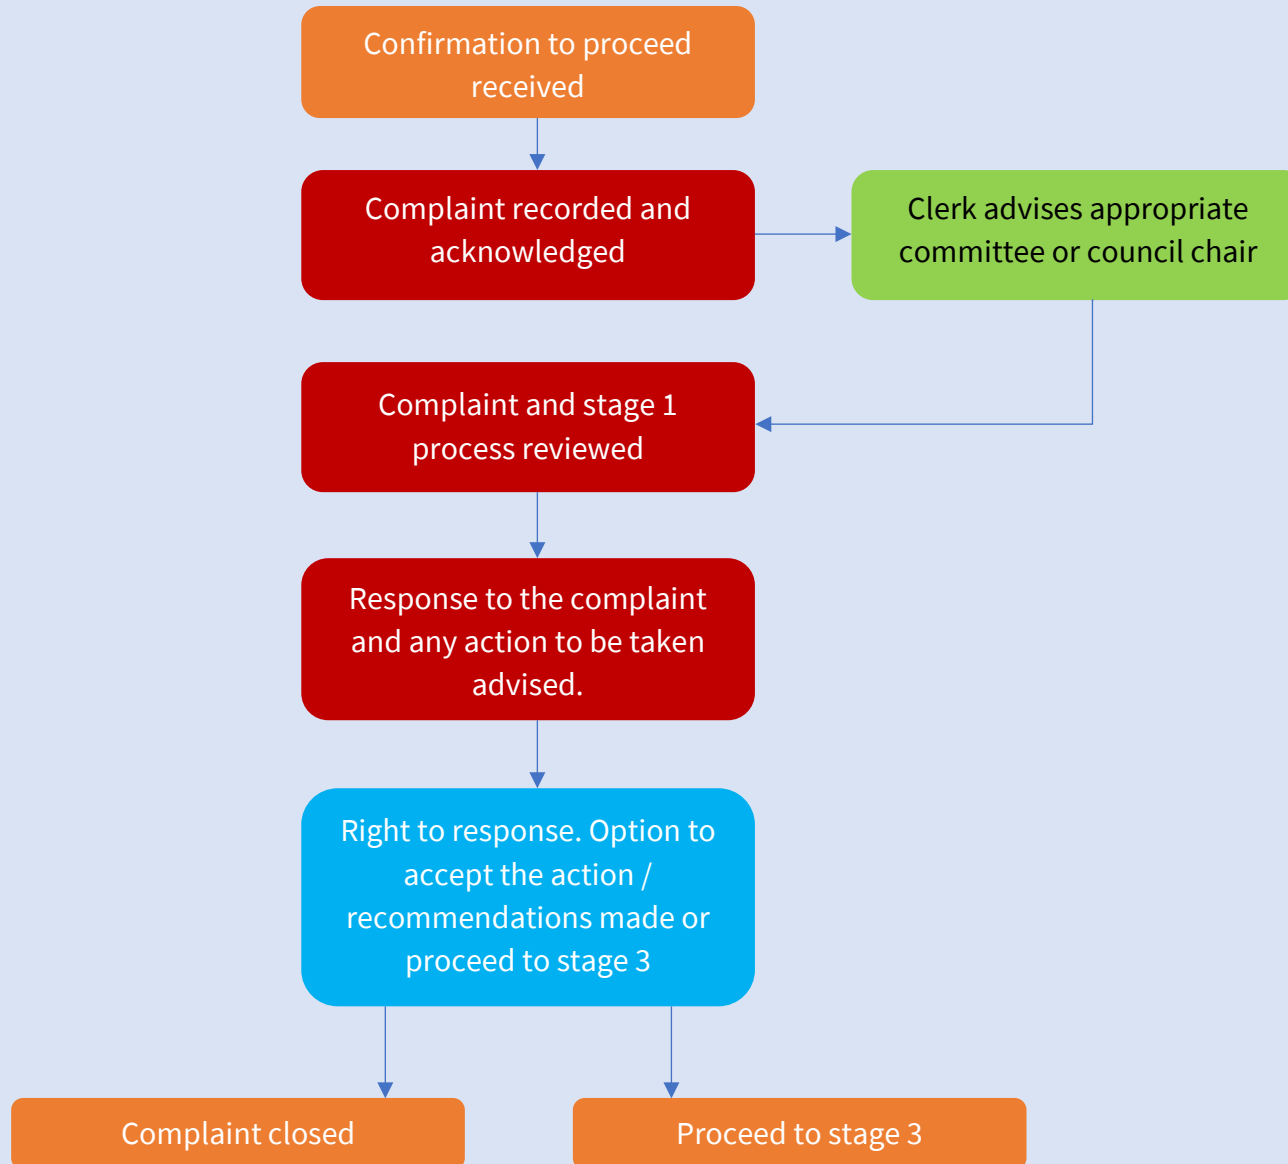 Confirmation to proceed
received
Complaint recorded and
acknowledged
Clerk advises appropriate
committee or council chair
Complaint and stage 1
process reviewed
Response to the complaint
and any action to be taken
advised.
Right to response. Option to
accept the action /
recommendations made or
proceed to stage 3
Complaint closed
Proceed to stage 3